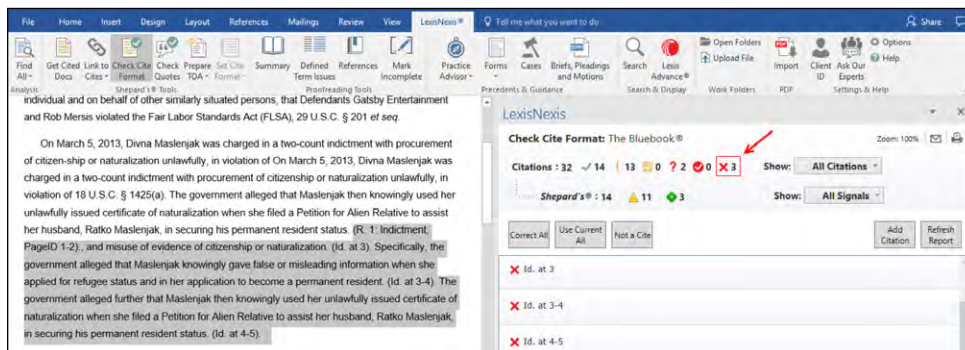 File Home Insert Design Layout References Mailings Review View LexisNexis® Tell me what you want to do Share
Find All Get Cited Docs Link to Cites Check Cite Format Check Quotes Prepare TOA Set Cite Format Summary Defined Term Issues References Mark Incomplete Practice Advisor Forms Cases Briefs, Pleadings and Motions Search Lexis Advance® Open Folders Upload File Import Client ID Ask Our Experts Options Help
Analysis Shepard's® Tools Proofreading Tools Precedents & Guidance Search & Display Work Folders PDF Settings & Help
individual and on behalf of other similarly situated persons, that Defendants Gatsby Entertainment
and Rob Mersis violated the Fair Labor Standards Act (FLSA), 29 U.S.C. § 201 et seq.
On March 5, 2013, Divna Maslenjak was charged in a two-count indictment with procurement
of citizen-ship or naturalization unlawfully, in violation of On March 5, 2013, Divna Maslenjak was
charged in a two-count indictment with procurement of citizenship or naturalization unlawfully, in
violation of 18 U.S.C. § 1425(a). The government alleged that Maslenjak then knowingly used her
unlawfully issued certificate of naturalization when she filed a Petition for Alien Relative to assist
her husband, Ratko Maslenjak, in securing his permanent resident status. (R. 1: Indictment,
PageID 1-2)., and misuse of evidence of citizenship or naturalization. (Id. at 3). Specifically, the
government alleged that Maslenjak knowingly gave false or misleading information when she
applied for refugee status and in her application to become a permanent resident. (Id. at 3-4). The
government alleged further that Maslenjak then knowingly used her unlawfully issued certificate of
naturalization when she filed a Petition for Alien Relative to assist her husband, Ratko Maslenjak,
in securing his permanent resident status. (Id. at 4-5).
LexisNexis
Check Cite Format: The Bluebook® Zoom: 100%
Citations : 32 14 13 0 2 0 3 Show: All Citations
Shepard's® : 14 11 3 Show: All Signals
Correct All Use Current All Not a Cite Add Citation Refresh Report
Id. at 3
Id. at 3-4
Id. at 4-5